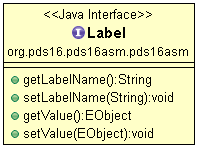 <<Java Interface>>
Label
org.pds16.pds16asm.pds16asm
getLabelName():String
setLabelName(String):void
getValue():EObject
setValue(EObject):void